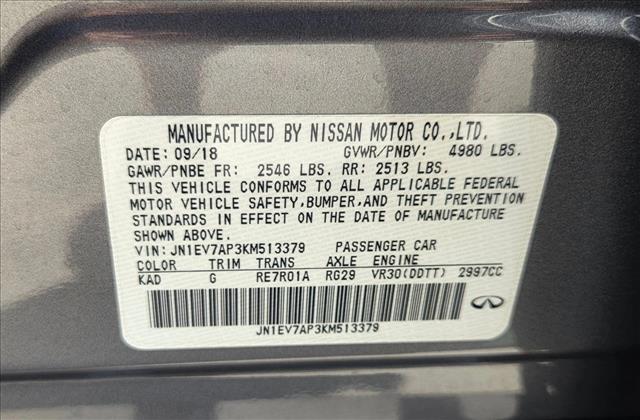 MANUFACTURED BY NISSAN MOTOR CO.,LTD.
DATE: 09/18 GVWR/PNBV: 4980 LBS.
GAWR/PNBE FR: 2546 LBS. RR: 2513 LBS.
THIS VEHICLE CONFORMS TO ALL APPLICABLE FEDERAL
MOTOR VEHICLE SAFETY,BUMPER,AND THEFT PREVENTION
STANDARDS IN EFFECT ON THE DATE OF MANUFACTURE
SHOWN ABOVE.
VIN: JN1EV7AP3KM513379 PASSENGER CAR
COLOR TRIM TRANS AXLE ENGINE
KAD G RE7R01A RG29 VR30(DDTT) 2997CC
JN1EV7AP3KM513379